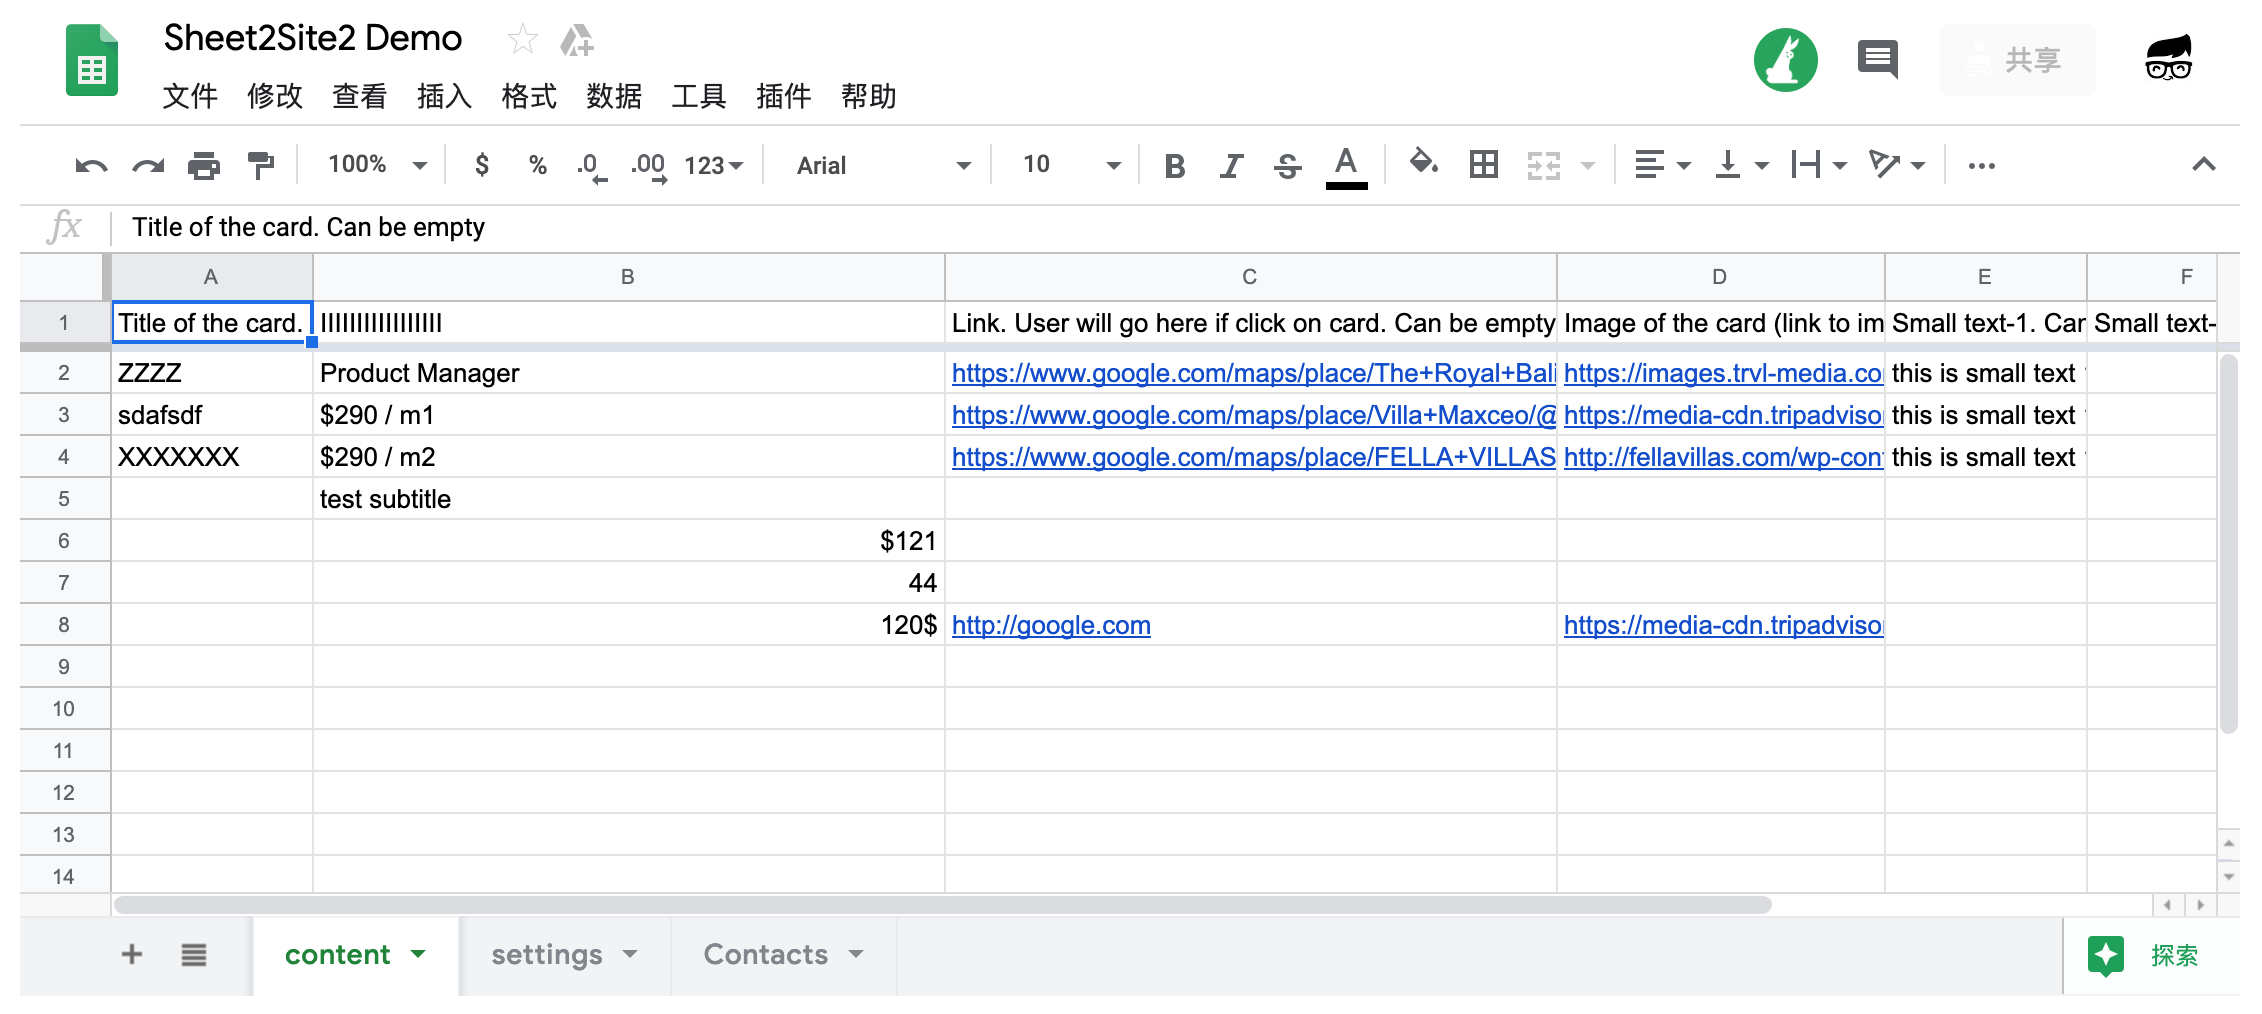 Sheet2Site2 Demo
文件 修改 查看 插入 格式 数据 工具 插件 帮助
共享
100% $ % .0 .00 123 Arial 10 B I S A
fx Title of the card. Can be empty
A B C D E F
1 Title of the card. IIIIIIIIIIIIIIIII Link. User will go here if click on card. Can be empty Image of the card (link to im Small text-1. Car Small text-
2 ZZZZ Product Manager https://www.google.com/maps/place/The+Royal+Bali https://images.trvl-media.co this is small text
3 sdafsdf $290 / m1 https://www.google.com/maps/place/Villa+Maxceo/@ https://media-cdn.tripadviso this is small text
4 XXXXXXX $290 / m2 https://www.google.com/maps/place/FELLA+VILLAS http://fellavillas.com/wp-con this is small text
5 test subtitle
6 $121
7 44
8 120$ http://google.com https://media-cdn.tripadviso
9
10
11
12
13
14
content settings Contacts 探索